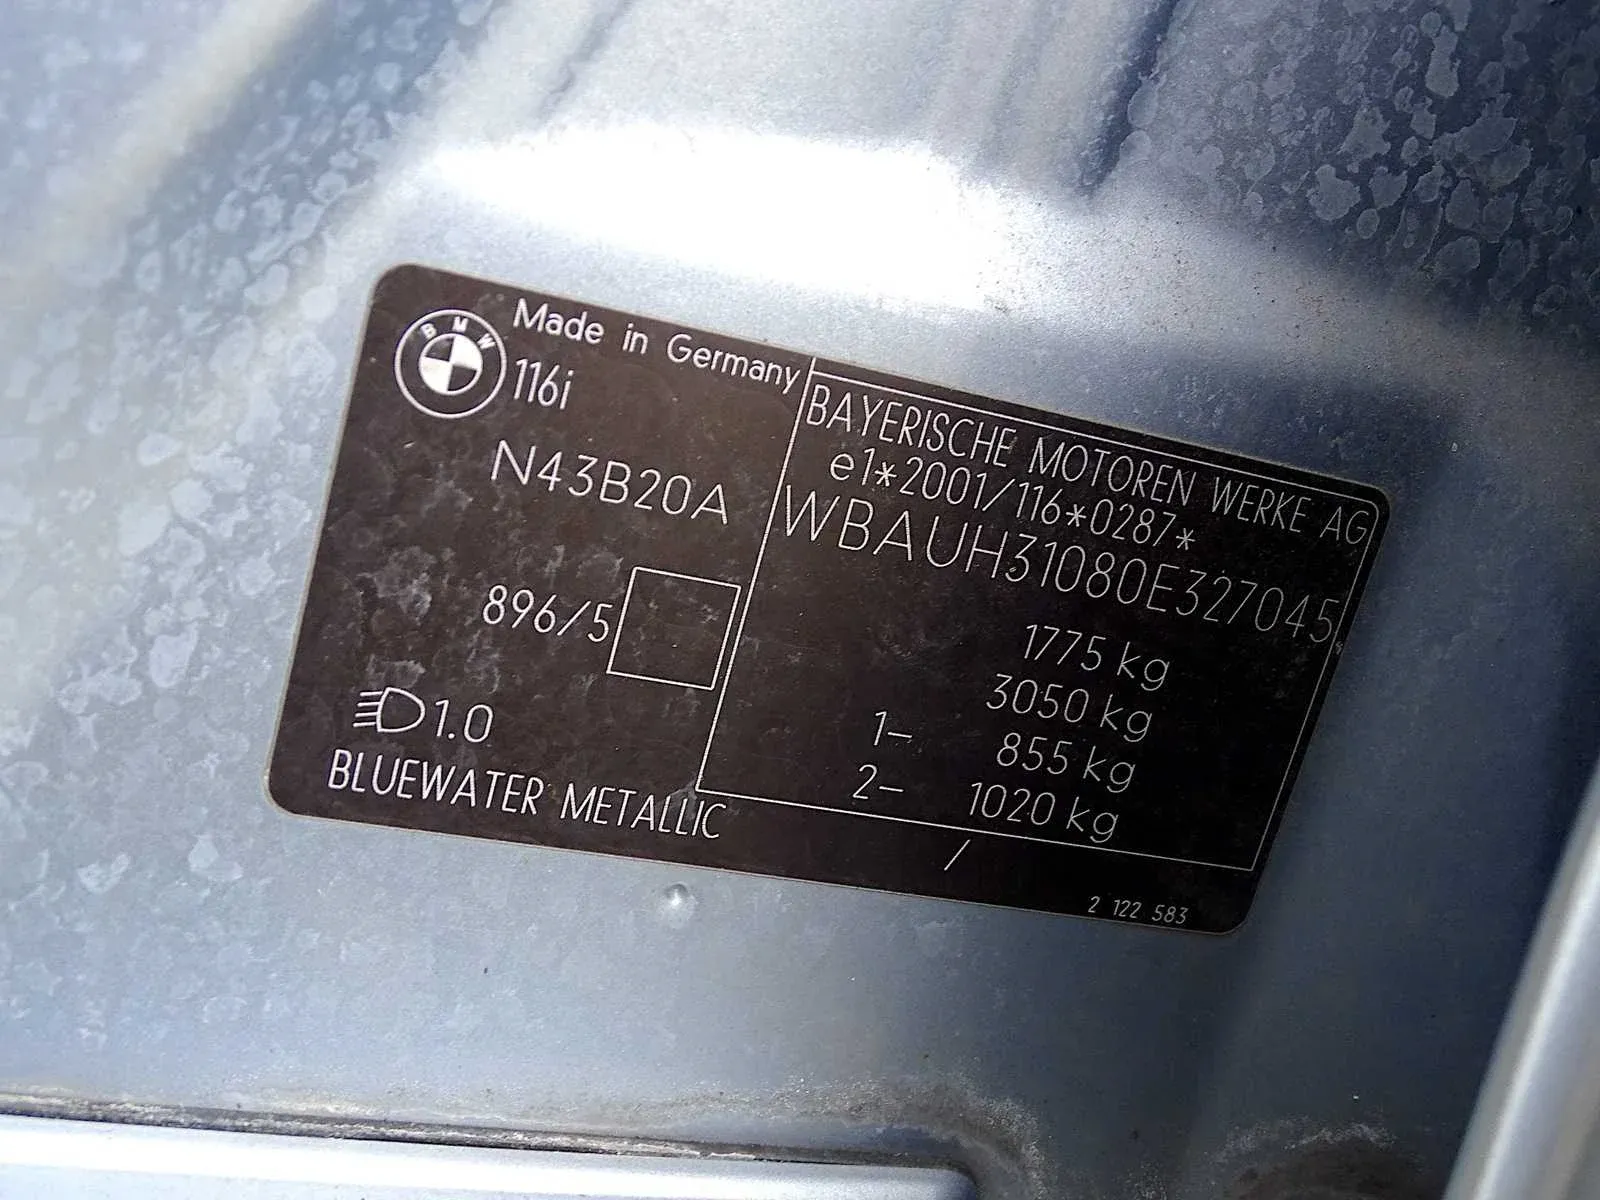 BMW
Made in Germany
116i
N43B20A
896/5
1.0
BLUEWATER METALLIC
BAYERISCHE MOTOREN WERKE AG
e1*2001/116*0287*
WBAUH31080E327045
1775 kg
3050 kg
1– 855 kg
2– 1020 kg
/
2 122 583